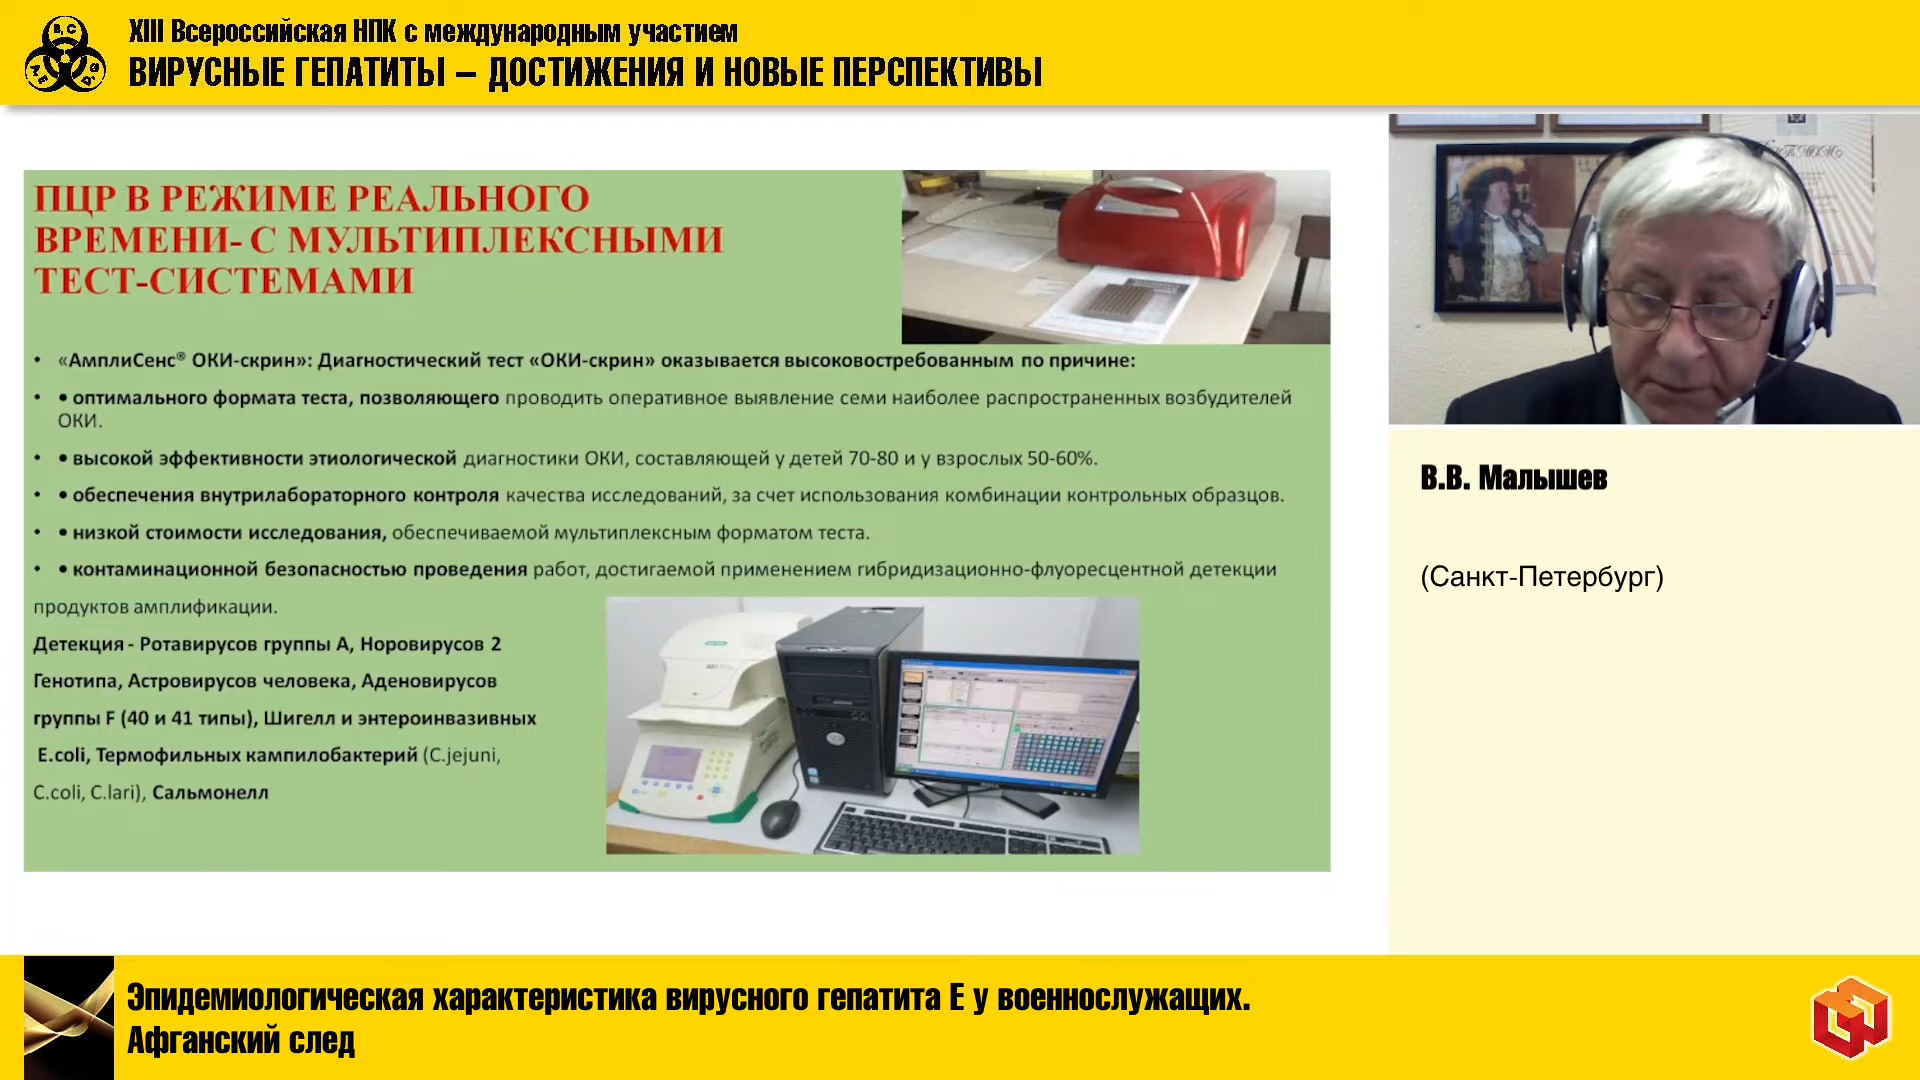 XIII Всероссийская НПК с международным участием
ВИРУСНЫЕ ГЕПАТИТЫ – ДОСТИЖЕНИЯ И НОВЫЕ ПЕРСПЕКТИВЫ
ПЦР В РЕЖИМЕ РЕАЛЬНОГО
ВРЕМЕНИ- С МУЛЬТИПЛЕКСНЫМИ
ТЕСТ-СИСТЕМАМИ
• «АмплиСенс® ОКИ-скрин»: Диагностический тест «ОКИ-скрин» оказывается высоковостребованным по причине:
• • оптимального формата теста, позволяющего проводить оперативное выявление семи наиболее распространенных возбудителей
ОКИ.
• • высокой эффективности этиологической диагностики ОКИ, составляющей у детей 70-80 и у взрослых 50-60%.
• • обеспечения внутрилабораторного контроля качества исследований, за счет использования комбинации контрольных образцов.
• • низкой стоимости исследования, обеспечиваемой мультиплексным форматом теста.
• • контаминационной безопасностью проведения работ, достигаемой применением гибридизационно-флуоресцентной детекции
продуктов амплификации.
Детекция - Ротавирусов группы А, Норовирусов 2
Генотипа, Астровирусов человека, Аденовирусов
группы F (40 и 41 типы), Шигелл и энтероинвазивных
E.coli, Термофильных кампилобактерий (C.jejuni,
C.coli, C.lari), Сальмонелл
В.В. Малышев
(Санкт-Петербург)
Эпидемиологическая характеристика вирусного гепатита Е у военнослужащих.
Афганский след